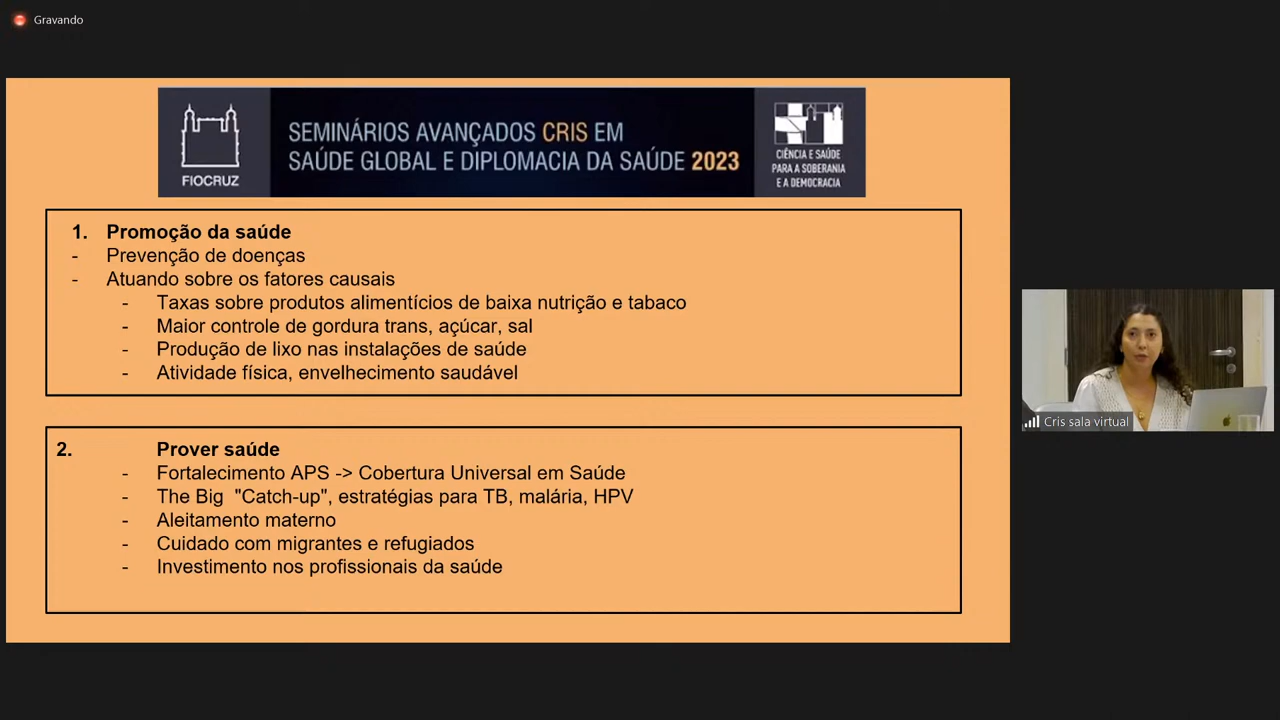 Gravando
FIOCRUZ
SEMINÁRIOS AVANÇADOS CRIS EM
SAÚDE GLOBAL E DIPLOMACIA DA SAÚDE 2023
CIÊNCIA E SAÚDE
PARA A SOBERANIA
E A DEMOCRACIA
1. Promoção da saúde
- Prevenção de doenças
- Atuando sobre os fatores causais
- Taxas sobre produtos alimentícios de baixa nutrição e tabaco
- Maior controle de gordura trans, açúcar, sal
- Produção de lixo nas instalações de saúde
- Atividade física, envelhecimento saudável
2. Prover saúde
- Fortalecimento APS -> Cobertura Universal em Saúde
- The Big "Catch-up", estratégias para TB, malária, HPV
- Aleitamento materno
- Cuidado com migrantes e refugiados
- Investimento nos profissionais da saúde
Cris sala virtual